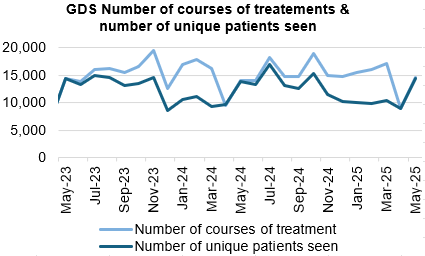 GDS Number of courses of treatements &
number of unique patients seen
20,000
15,000
10,000
5,000
0
May-23
Jul-23
Sep-23
Nov-23
Jan-24
Mar-24
May-24
Jul-24
Sep-24
Nov-24
Jan-25
Mar-25
May-25
Number of courses of treatment
Number of unique patients seen